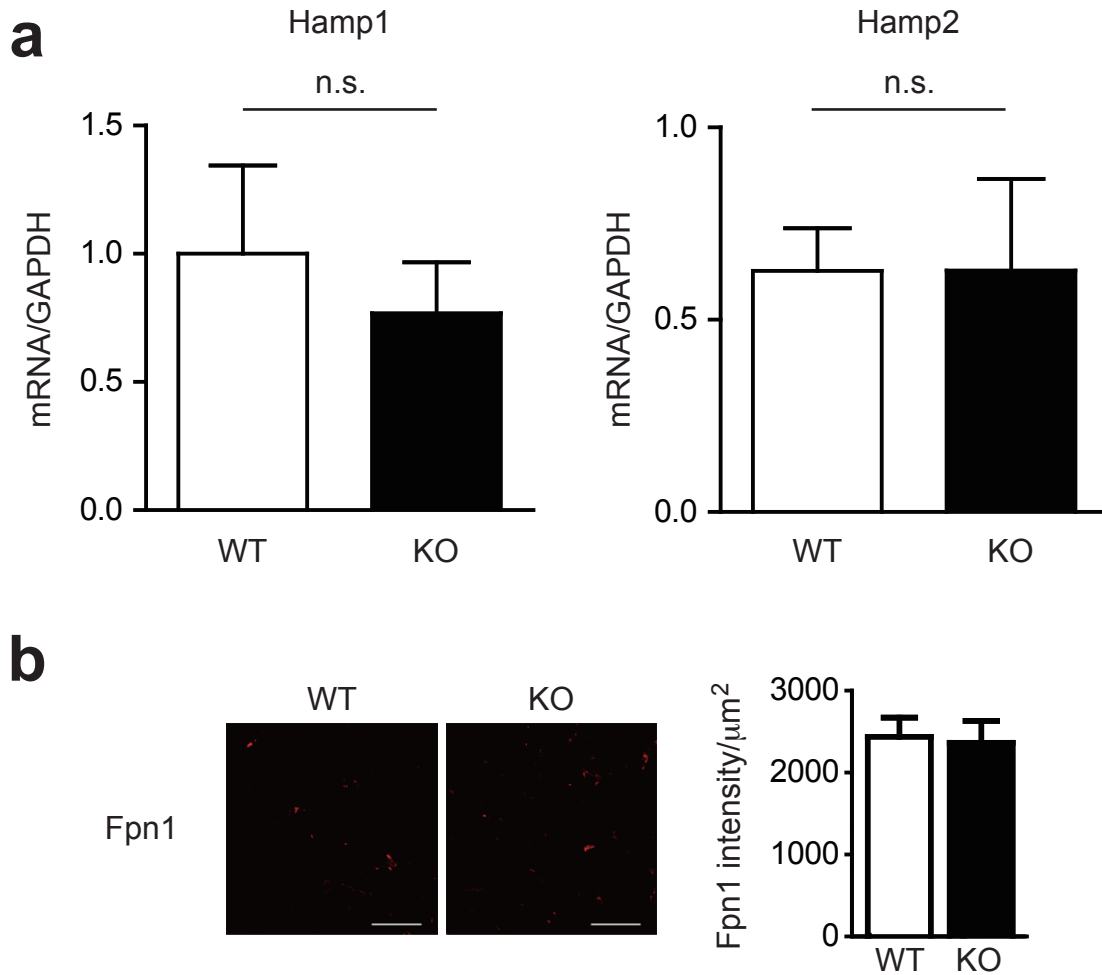 a
Hamp1
n.s.
mRNA/GAPDH
1.5
1.0
0.5
0.0
WT
KO
Hamp2
n.s.
mRNA/GAPDH
1.0
0.5
0.0
WT
KO
b
WT
KO
Fpn1
Fpn1 intensity/μm²
3000
2000
1000
0
WT
KO